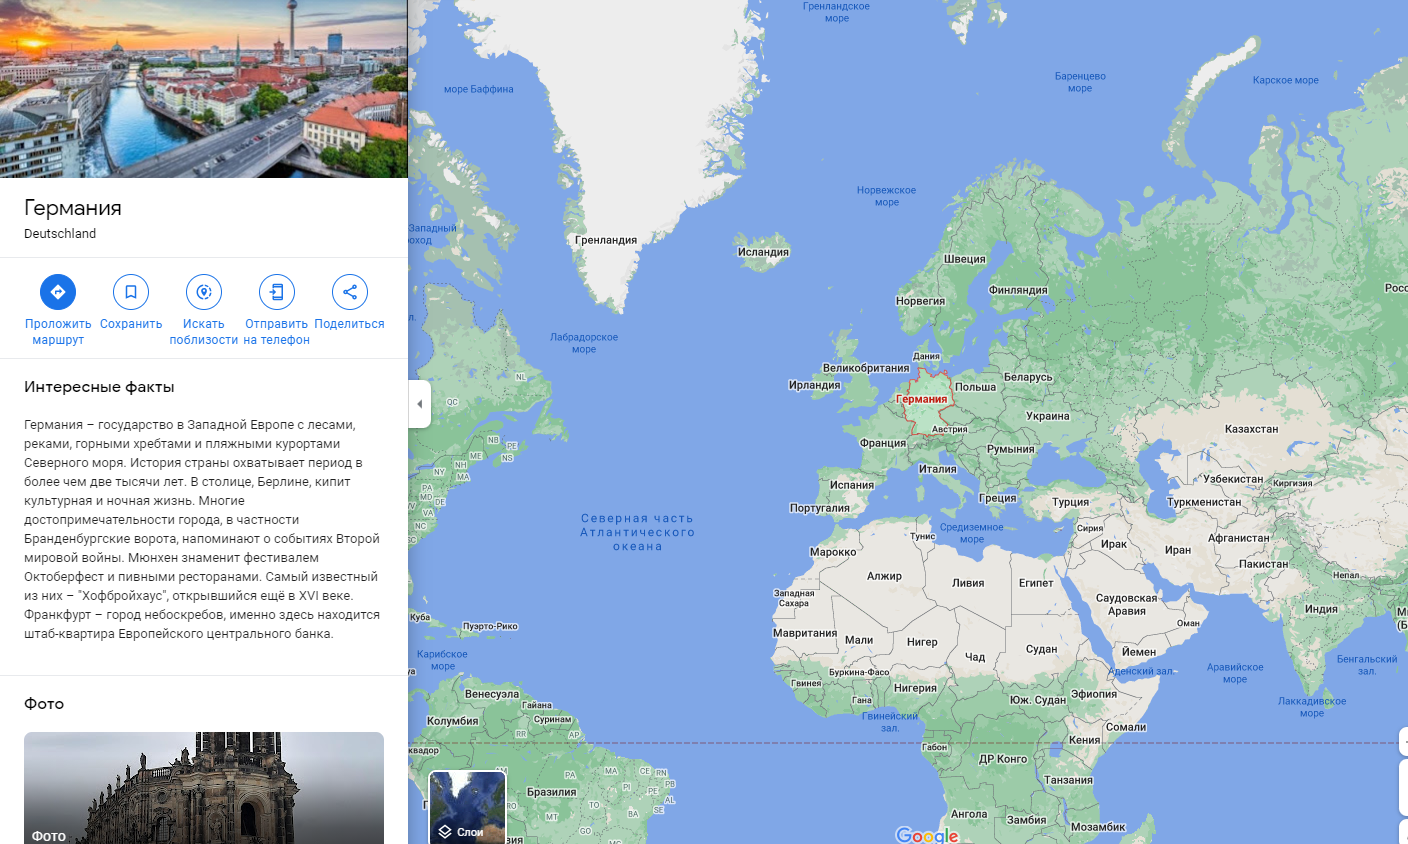 Германия
Deutschland
Проложить маршрут
Сохранить
Искать поблизости
Отправить на телефон
Поделиться
Интересные факты
Германия – государство в Западной Европе с лесами,
реками, горными хребтами и пляжными курортами
Северного моря. История страны охватывает период в
более чем две тысячи лет. В столице, Берлине, кипит
культурная и ночная жизнь. Многие
достопримечательности города, в частности
Бранденбургские ворота, напоминают о событиях Второй
мировой войны. Мюнхен знаменит фестивалем
Октоберфест и пивными ресторанами. Самый известный
из них – "Хофбройхаус", открывшийся ещё в XVI веке.
Франкфурт – город небоскребов, именно здесь находится
штаб-квартира Европейского центрального банка.
Фото
Фото
Гренландское
море
море Баффина
Баренцево
море
Карское море
Норвежское
море
Западный
Гренландия
Исландия
Швеция
Финляндия
Норвегия
Лабрадорское
море
Дания
Великобритания
Ирландия
Германия
Польша
Беларусь
NL
QC
Украина
Австрия
Казахстан
Франция
Румыния
NB
PE
ME
NS
NH
NY
MA
Италия
Испания
Греция
Турция
Узбекистан
Киргизия
Туркменистан
PA
MD
DE
VA
NC
SC
Португалия
Северная часть
Атлантического
океана
Средиземное
море
Тунис
Сирия
Ирак
Иран
Афганистан
Пакистан
Непал
Марокко
Алжир
Ливия
Египет
Западная
Сахара
Саудовская
Аравия
Индия
Оман
Куба
Пуэрто-Рико
Мавритания
Мали
Нигер
Чад
Судан
Йемен
Карибское
море
Буркина-Фасо
Аденский зал.
Аравийское
море
Бенгальский
зал.
Гвинея
Нигерия
Гана
Юж. Судан
Эфиопия
Лаккадивское
море
Венесуэла
Гайана
Суринам
Колумбия
RR
AP
Гвинейский
зал.
Сомали
Кения
Габон
ДР Конго
Танзания
AM
PA
MA
CE
RN
PB
PI
PE
AL
SE
TO
BA
Бразилия
RO
MT
GO
MG
Ангола
Замбия
Мозамбик
Слои
Google